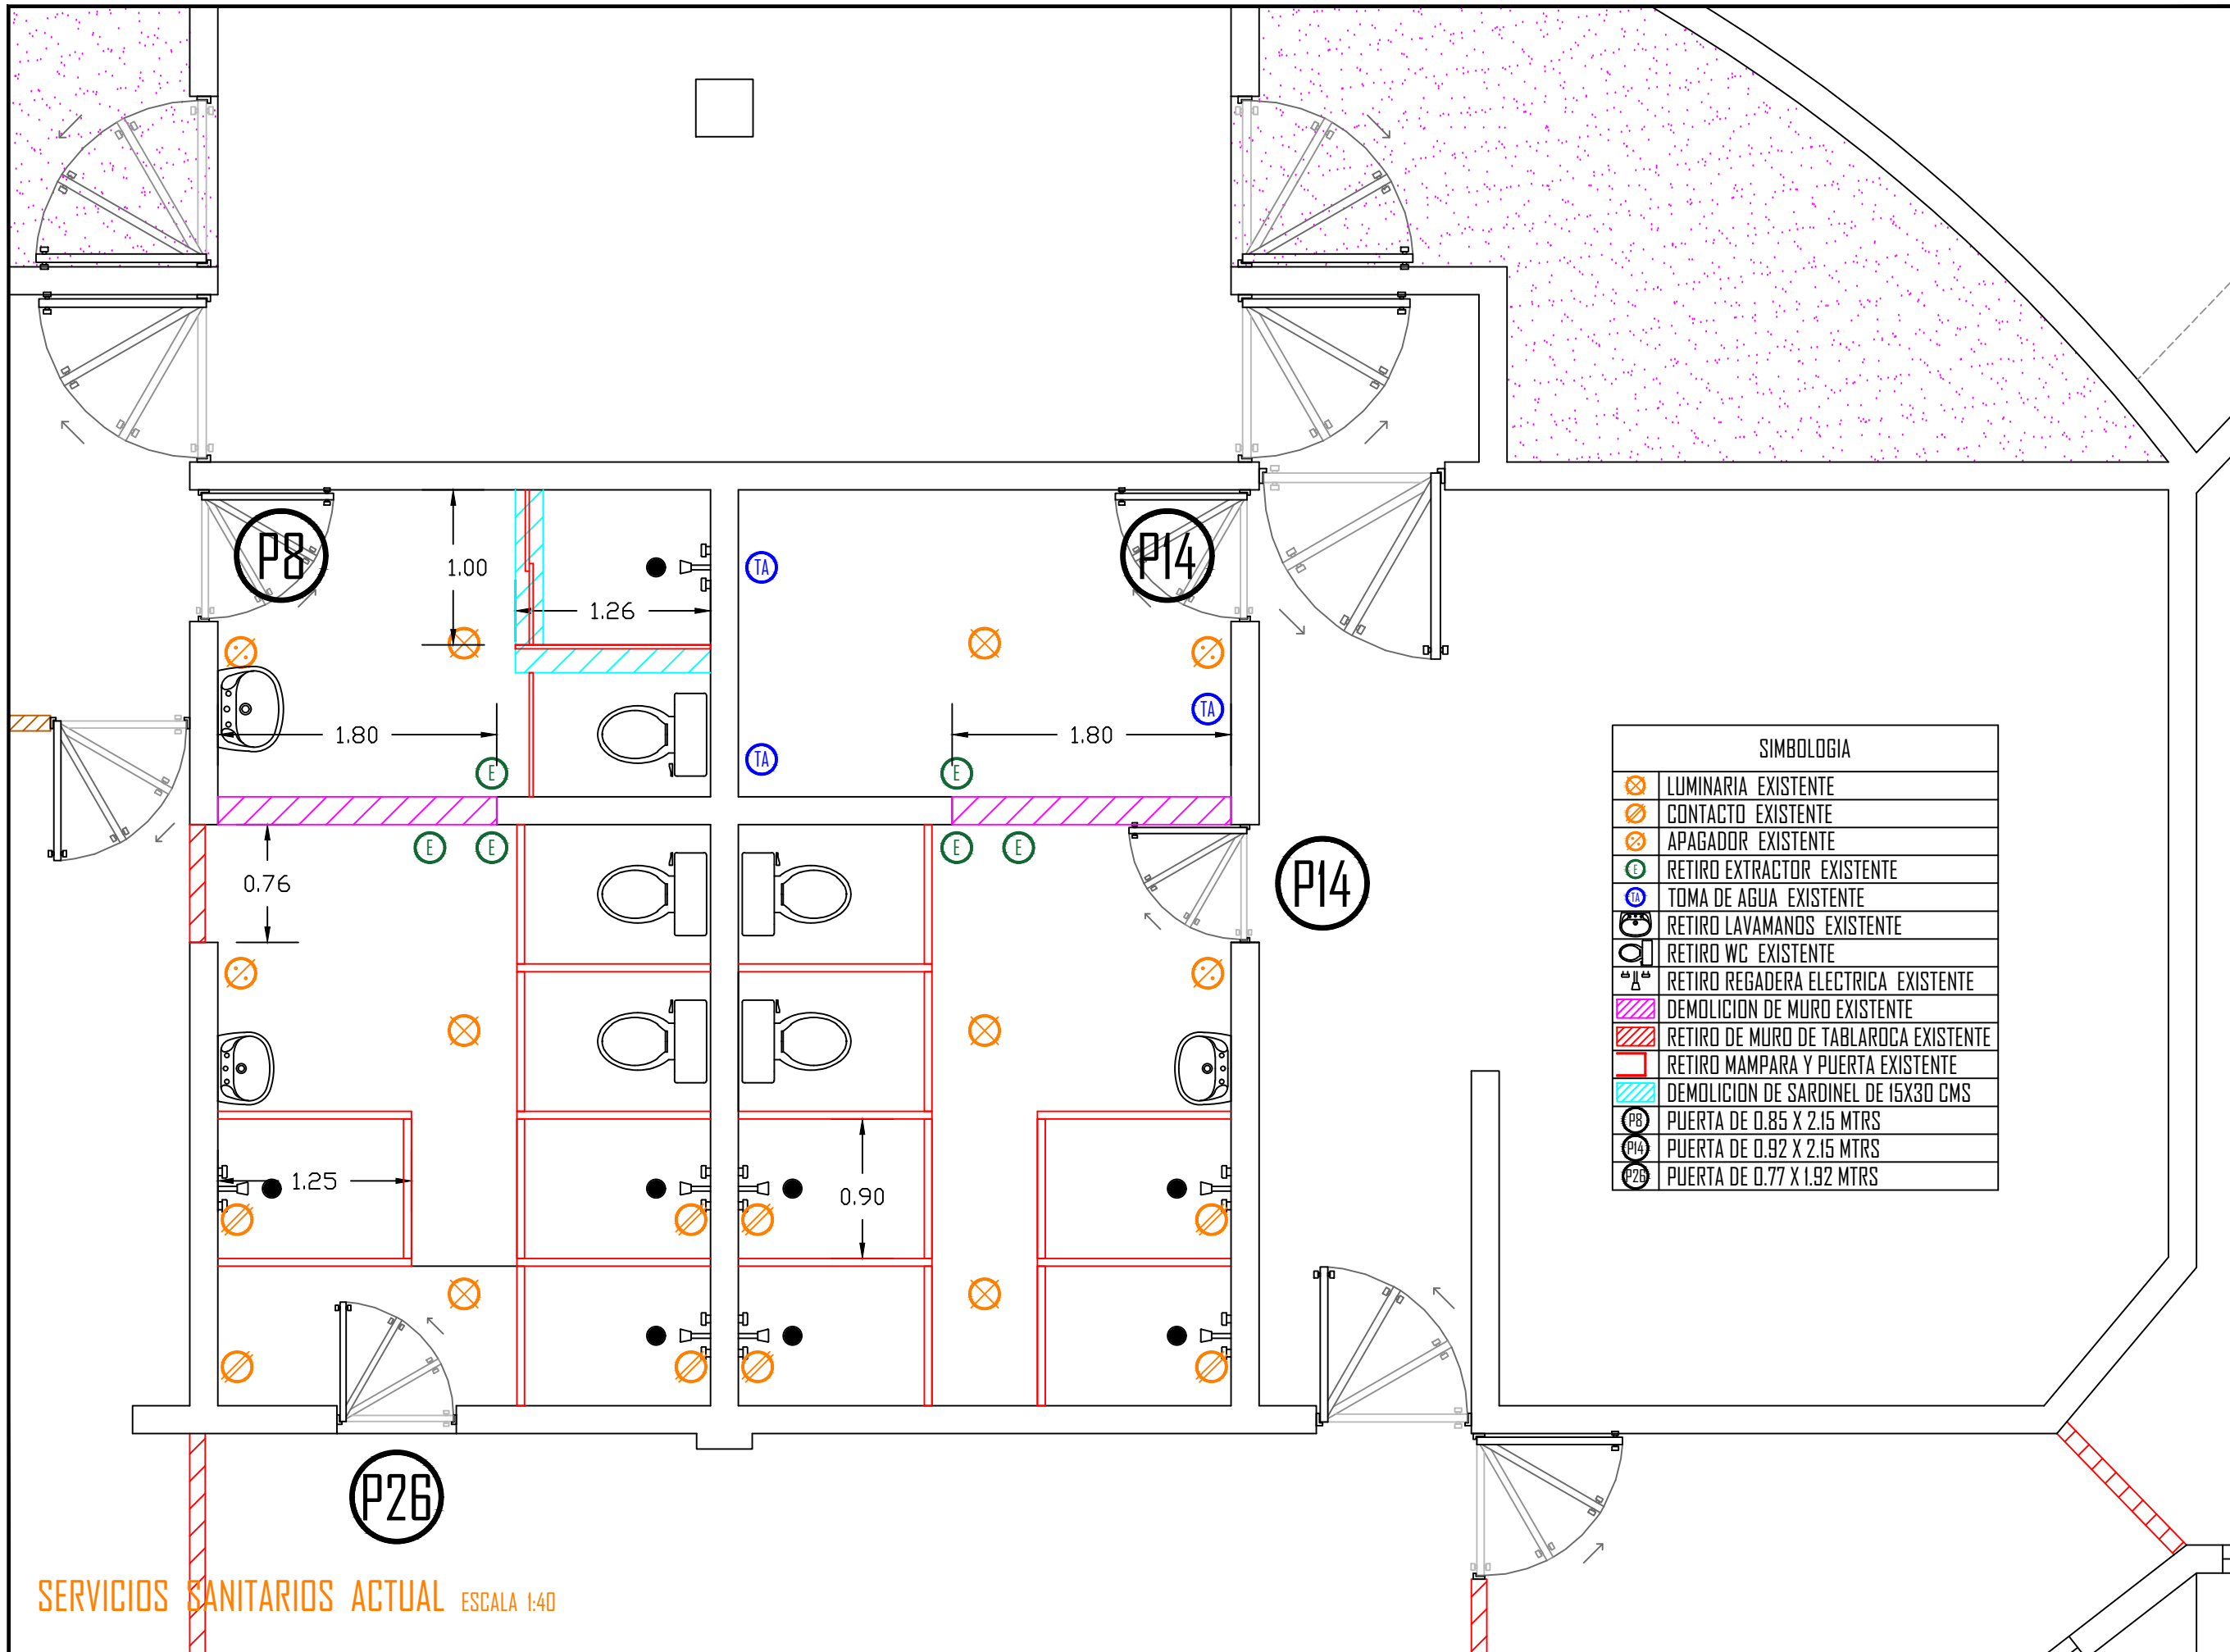 P8
P14
1.00
TA
1.26
TA
1.80
1.80
TA
E
E
E
E
E
E
0.76
P14
1.25
0.90
P26
SIMBOLOGIA
LUMINARIA EXISTENTE
CONTACTO EXISTENTE
APAGADOR EXISTENTE
E RETIRO EXTRACTOR EXISTENTE
TA TOMA DE AGUA EXISTENTE
RETIRO LAVAMANOS EXISTENTE
RETIRO WC EXISTENTE
RETIRO REGADERA ELECTRICA EXISTENTE
DEMOLICION DE MURO EXISTENTE
RETIRO DE MURO DE TABLAROCA EXISTENTE
RETIRO MAMPARA Y PUERTA EXISTENTE
DEMOLICION DE SARDINEL DE 15X30 CMS
P8 PUERTA DE 0.85 X 2.15 MTRS
P14 PUERTA DE 0.92 X 2.15 MTRS
P26 PUERTA DE 0.77 X 1.92 MTRS
SERVICIOS SANITARIOS ACTUAL ESCALA 1:40